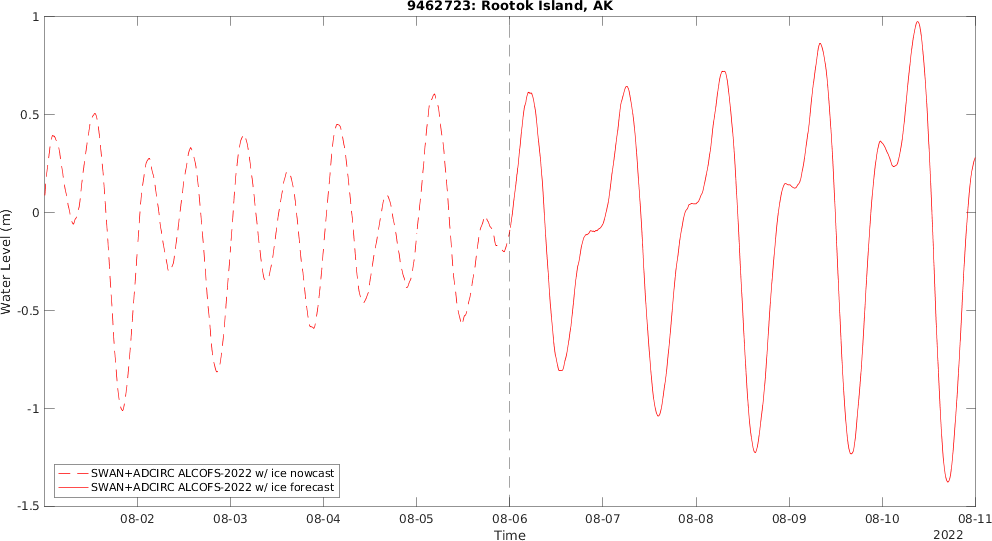 9462723: Rootok Island, AK
1
0.5
0
-0.5
-1
-1.5
Water Level (m)
SWAN+ADCIRC ALCOFS-2022 w/ ice nowcast
SWAN+ADCIRC ALCOFS-2022 w/ ice forecast
08-02 08-03 08-04 08-05 08-06 08-07 08-08 08-09 08-10 08-11
Time
2022